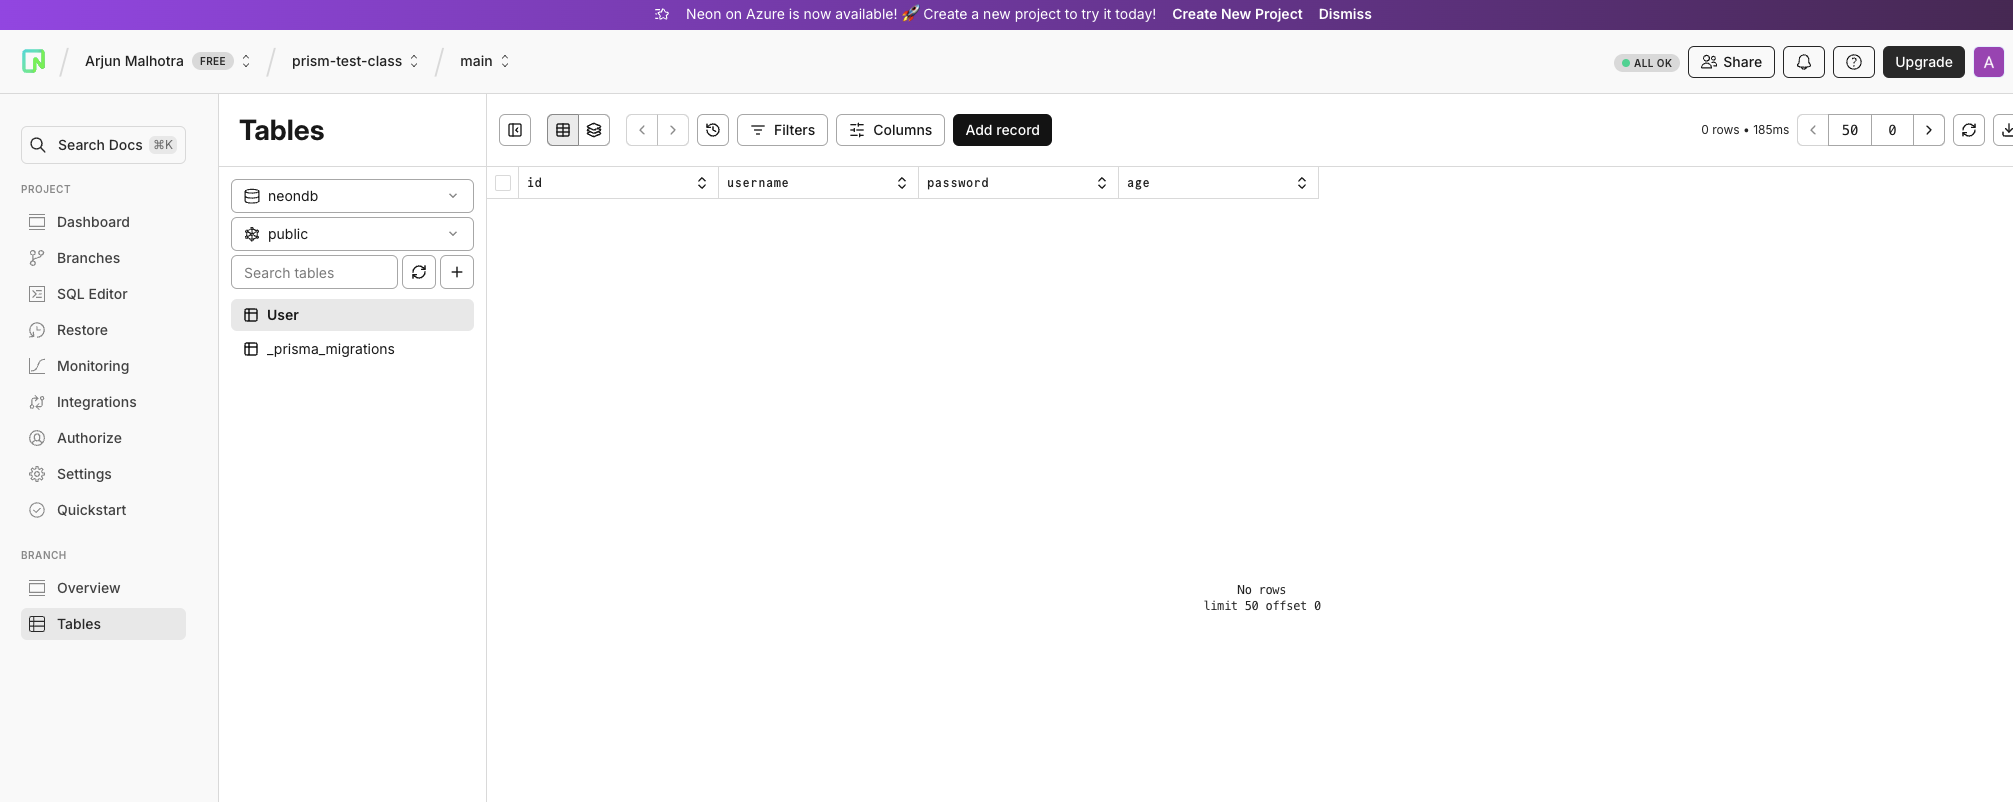 Neon on Azure is now available! 🚀 Create a new project to try it today! Create New Project Dismiss
Arjun Malhotra FREE / prism-test-class / main
ALL OK Share Upgrade A
Search Docs ⌘K
PROJECT
Dashboard
Branches
SQL Editor
Restore
Monitoring
Integrations
Authorize
Settings
Quickstart
BRANCH
Overview
Tables
Tables
neondb
public
Search tables
User
_prisma_migrations
Filters Columns Add record
0 rows • 185ms 50 0
id username password age
No rows
limit 50 offset 0